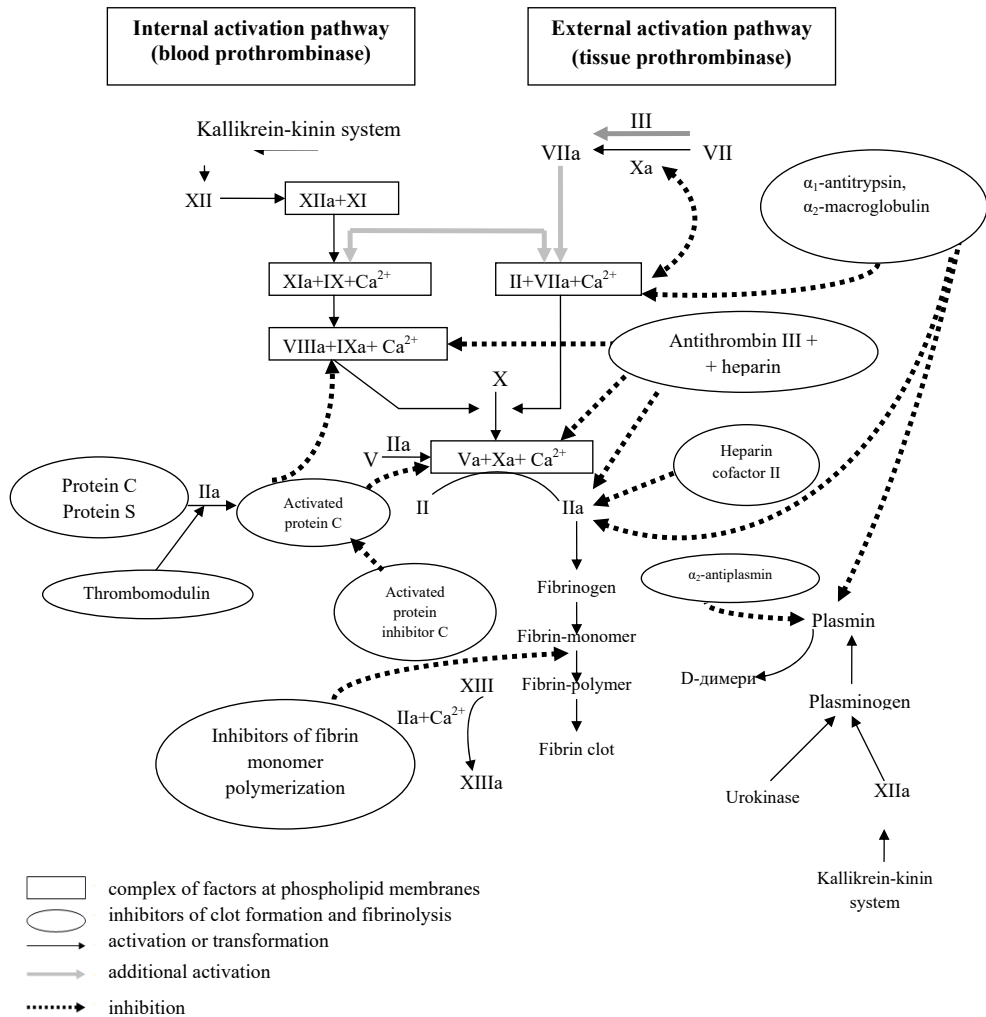 Internal activation pathway
(blood prothrombinase)
External activation pathway
(tissue prothrombinase)
Kallikrein-kinin system
III
VIIa
VII
Xa
XII
XIIa+XI
α₁-antitrypsin,
α₂-macroglobulin
XIa+IX+Ca²⁺
II+VIIa+Ca²⁺
VIIIa+IXa+ Ca²⁺
Antithrombin III +
+ heparin
X
IIa
V
Va+Xa+ Ca²⁺
Heparin
cofactor II
Protein C
Protein S
IIa
Activated
protein C
II
IIa
Thrombomodulin
Activated
protein
inhibitor C
Fibrinogen
α₂-antiplasmin
Plasmin
Fibrin-monomer
Fibrin-polymer
D-димери
XIII
IIa+Ca²⁺
XIIIa
Fibrin clot
Plasminogen
Inhibitors of fibrin
monomer
polymerization
Urokinase
XIIa
Kallikrein-kinin
system
complex of factors at phospholipid membranes
inhibitors of clot formation and fibrinolysis
activation or transformation
additional activation
inhibition